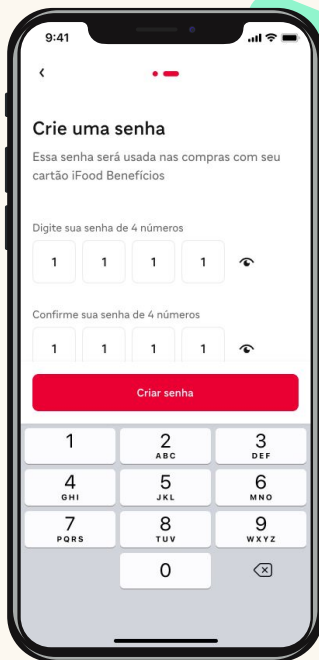 9:41
Crie uma senha
Essa senha será usada nas compras com seu
cartão iFood Benefícios
Digite sua senha de 4 números
1 1 1 1
Confirme sua senha de 4 números
1 1 1 1
Criar senha
1 2 3
ABC DEF
4 5 6
GHI JKL MNO
7 8 9
PQRS TUV WXYZ
0